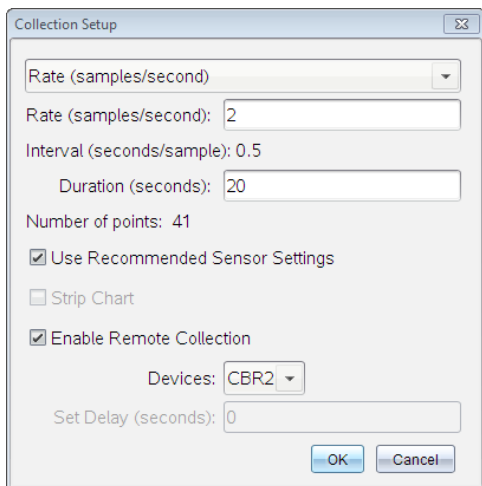 Collection Setup
Rate (samples/second)
Rate (samples/second): 2
Interval (seconds/sample): 0.5
Duration (seconds): 20
Number of points: 41
Use Recommended Sensor Settings
Strip Chart
Enable Remote Collection
Devices: CBR2
Set Delay (seconds): 0
OK Cancel